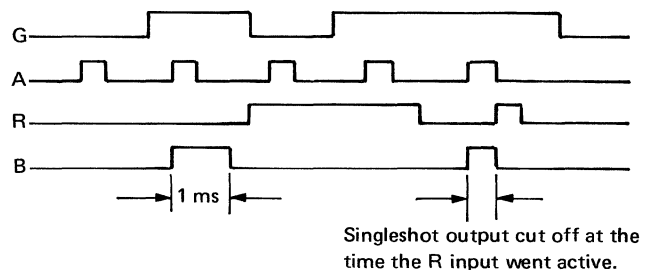 G
A
R
B
1 ms
Singleshot output cut off at the
time the R input went active.